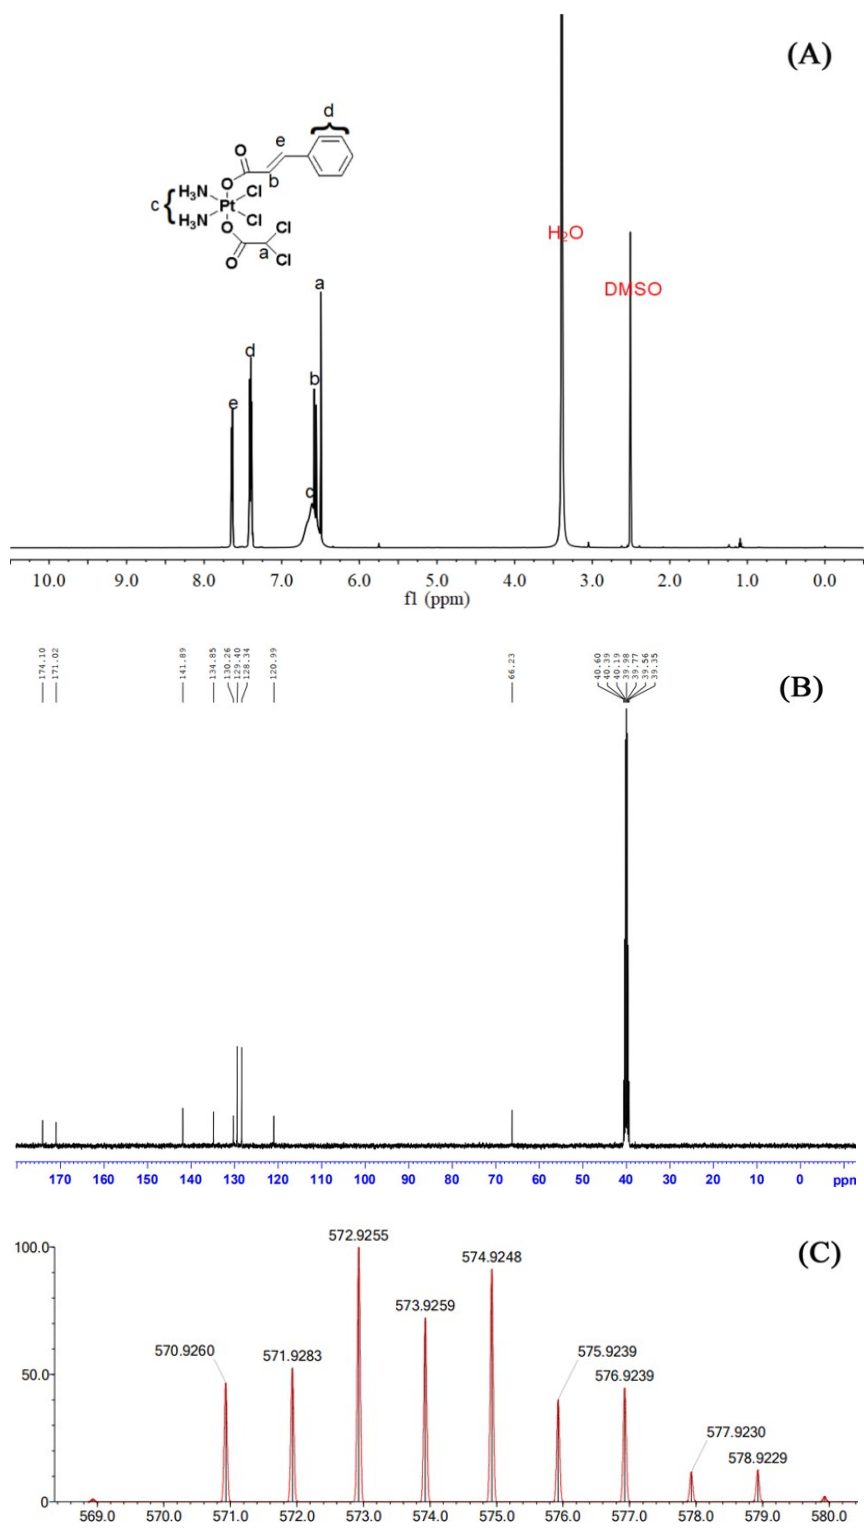 (A)
d
O
e
b
H₃N
O
Cl
c
Pt
H₃N
Cl
O
Cl
O
a
Cl
H₂O
DMSO
a
b
c
d
e
10.0 9.0 8.0 7.0 6.0 5.0 4.0 3.0 2.0 1.0 0.0
f1 (ppm)
174.10
171.02
141.89
134.85
130.26
129.40
128.34
120.99
66.23
40.60
40.39
40.19
39.98
39.77
39.56
39.35
(B)
170 160 150 140 130 120 110 100 90 80 70 60 50 40 30 20 10 0 ppm
(C)
100.0
50.0
0
570.9260
571.9283
572.9255
573.9259
574.9248
575.9239
576.9239
577.9230
578.9229
569.0 570.0 571.0 572.0 573.0 574.0 575.0 576.0 577.0 578.0 579.0 580.0